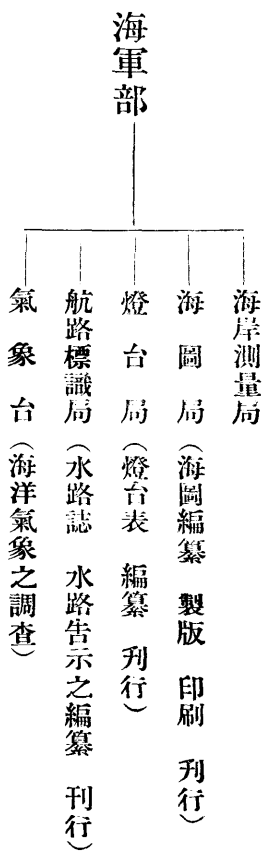 海軍部
海岸測量局
海圖局（海圖編纂 製版 印刷 刋行）
燈台局（燈台表 編纂 刋行）
航路標識局（水路誌 水路告示之編纂 刊行）
氣象台（海洋氣象之調查）